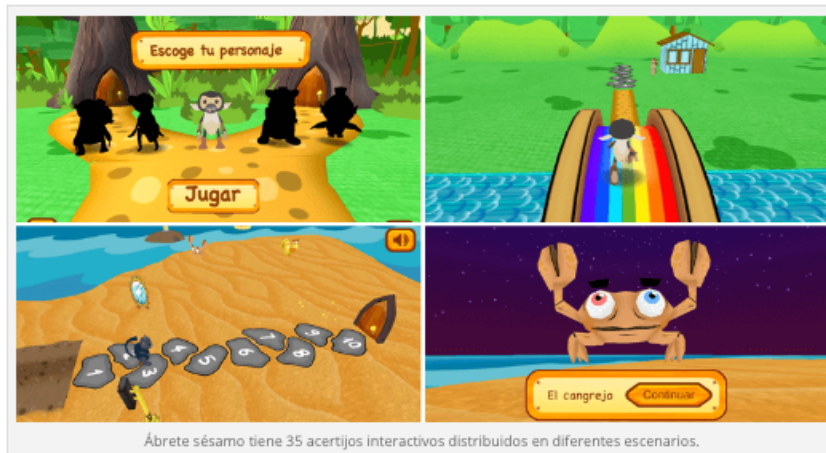 Escoge tu personaje
Jugar
1 3 4 5 6 7 8 9 10
El cangrejo Continuar
Ábrete sésamo tiene 35 acertijos interactivos distribuidos en diferentes escenarios.